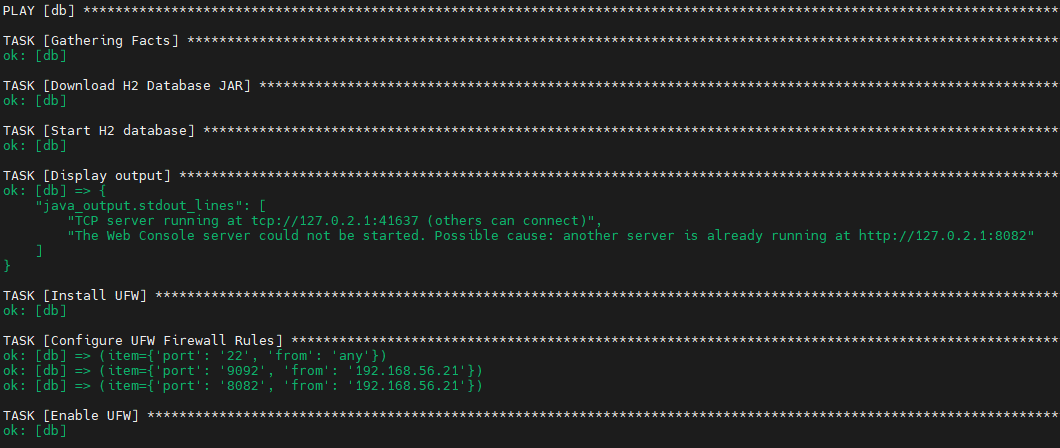 PLAY [db] **************************************************************************************************************************
TASK [Gathering Facts] *************************************************************************************************************
ok: [db]
TASK [Download H2 Database JAR] ****************************************************************************************************
ok: [db]
TASK [Start H2 database] ***********************************************************************************************************
ok: [db]
TASK [Display output] **************************************************************************************************************
ok: [db] => {
    "java_output.stdout_lines": [
        "TCP server running at tcp://127.0.2.1:41637 (others can connect)",
        "The Web Console server could not be started. Possible cause: another server is already running at http://127.0.2.1:8082"
    ]
}
TASK [Install UFW] *****************************************************************************************************************
ok: [db]
TASK [Configure UFW Firewall Rules] ************************************************************************************************
ok: [db] => (item={'port': '22', 'from': 'any'})
ok: [db] => (item={'port': '9092', 'from': '192.168.56.21'})
ok: [db] => (item={'port': '8082', 'from': '192.168.56.21'})
TASK [Enable UFW] ******************************************************************************************************************
ok: [db]